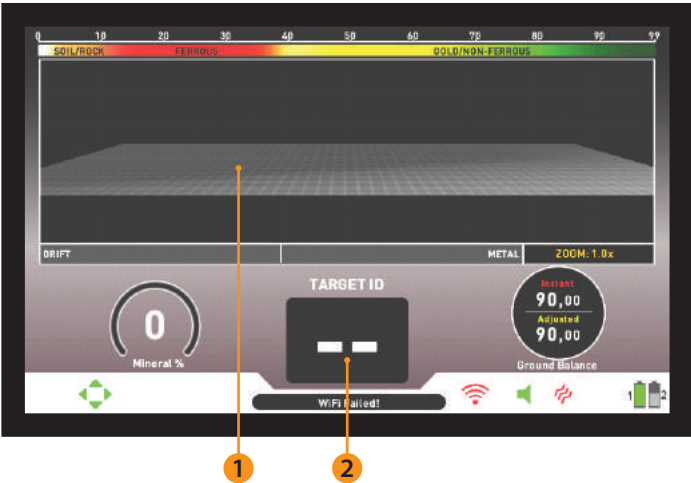 0 10 20 30 40 50 60 70 80 90 99
SOIL/ROCK FERROUS GOLD/NON-FERROUS
DRIFT METAL ZOOM:1.0x
TARGET ID
Instant
90,00
Adjusted
90,00
Ground Balance
0
Mineral %
-- 
WiFi Failed!
1 2
1 2